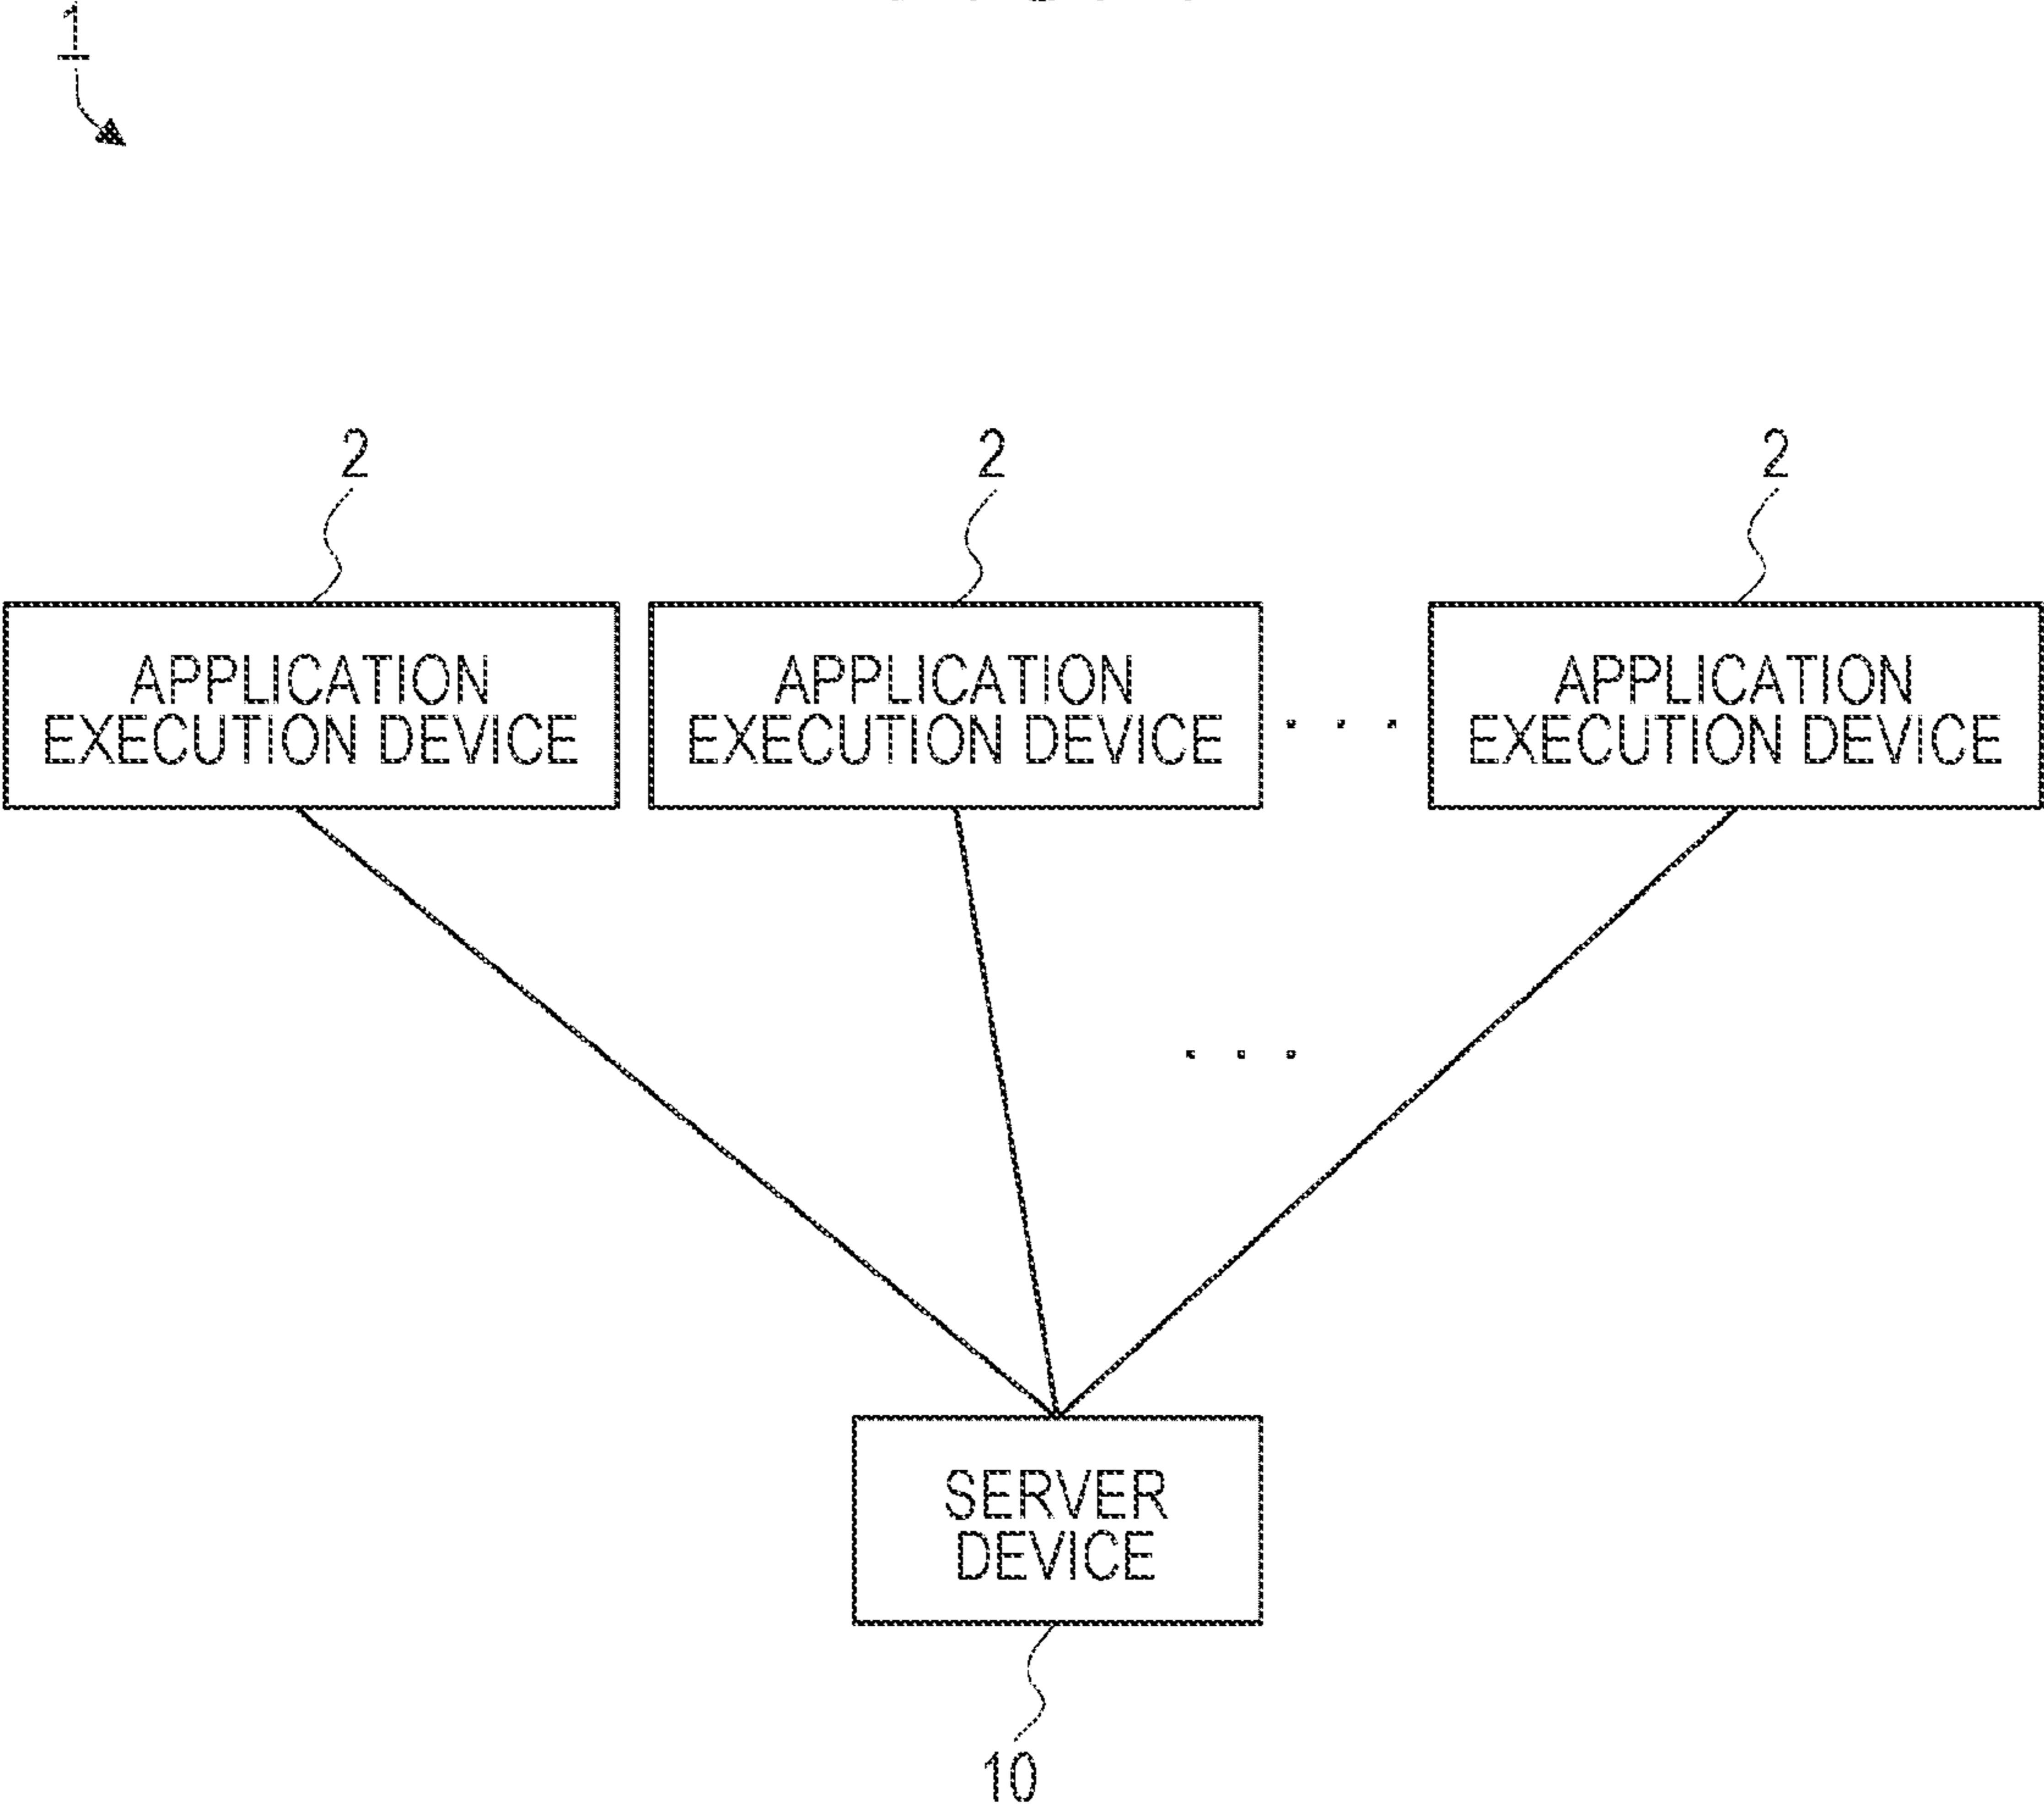 1
2 2 2
APPLICATION EXECUTION DEVICE
APPLICATION EXECUTION DEVICE
. . .
APPLICATION EXECUTION DEVICE
. . .
SERVER
DEVICE
10